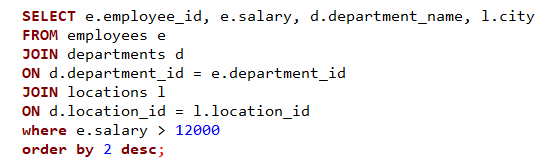 SELECT e.employee_id, e.salary, d.department_name, l.city
FROM employees e
JOIN departments d
ON d.department_id = e.department_id
JOIN locations l
ON d.location_id = l.location_id
where e.salary > 12000
order by 2 desc;